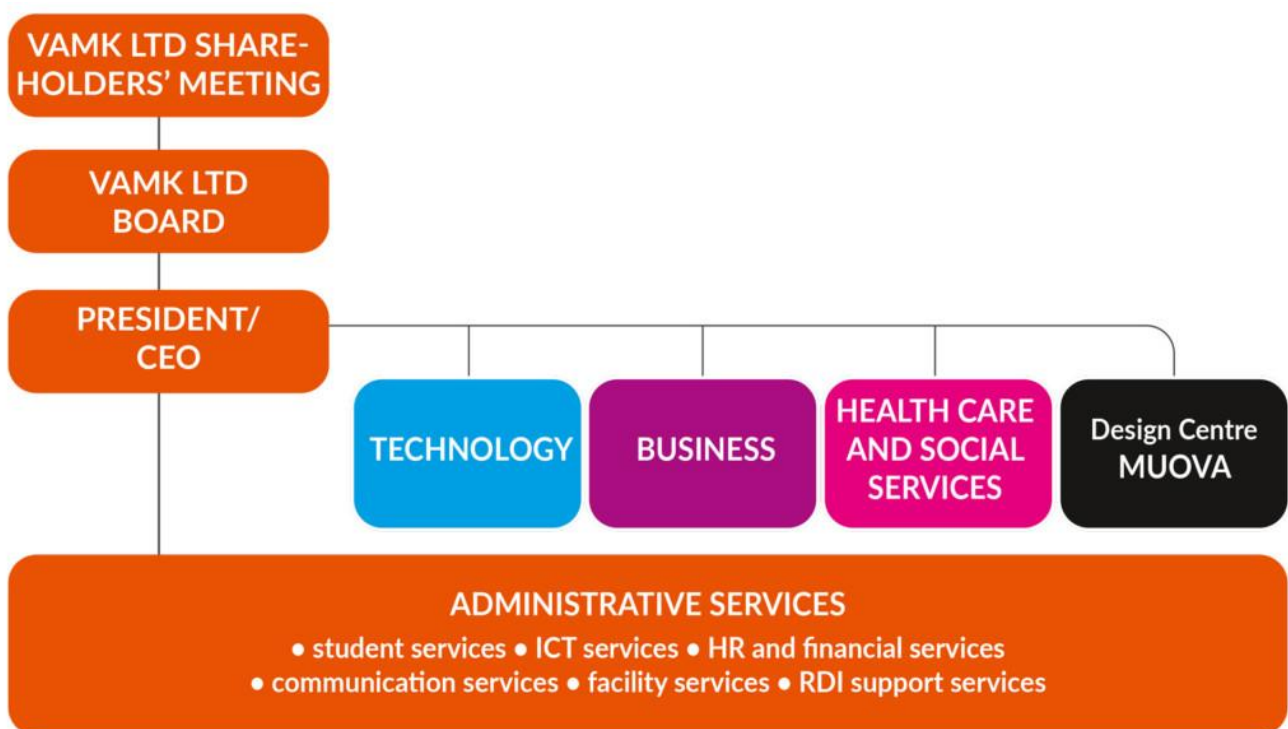 VAMK LTD SHARE-
HOLDERS’ MEETING
VAMK LTD
BOARD
PRESIDENT/
CEO
TECHNOLOGY
BUSINESS
HEALTH CARE
AND SOCIAL
SERVICES
Design Centre
MUOVA
ADMINISTRATIVE SERVICES
● student services ● ICT services ● HR and financial services
● communication services ● facility services ● RDI support services